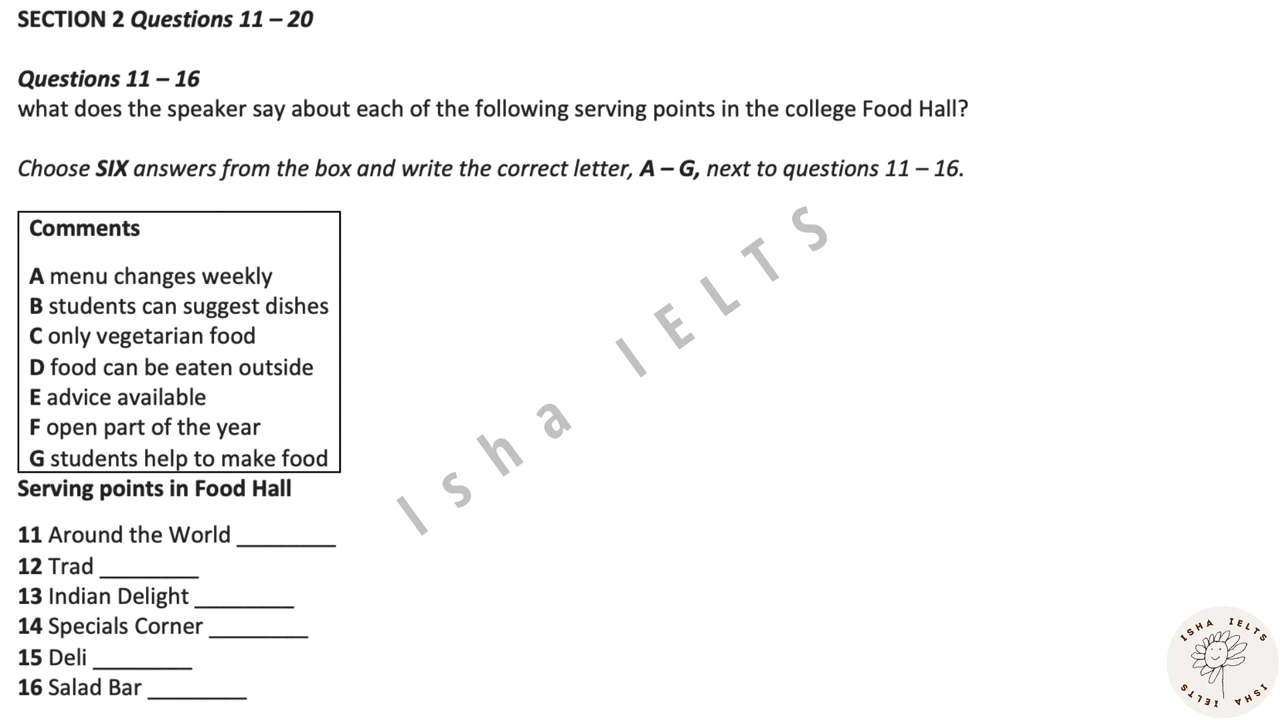 SECTION 2 Questions 11 – 20
Questions 11 – 16
what does the speaker say about each of the following serving points in the college Food Hall?
Choose SIX answers from the box and write the correct letter, A – G, next to questions 11 – 16.
Comments
A menu changes weekly
B students can suggest dishes
C only vegetarian food
D food can be eaten outside
E advice available
F open part of the year
G students help to make food
Serving points in Food Hall
11 Around the World ________
12 Trad ________
13 Indian Delight ________
14 Specials Corner ________
15 Deli ________
16 Salad Bar ________
Isha IELTS
ISHA IELTS
ISHA IELTS